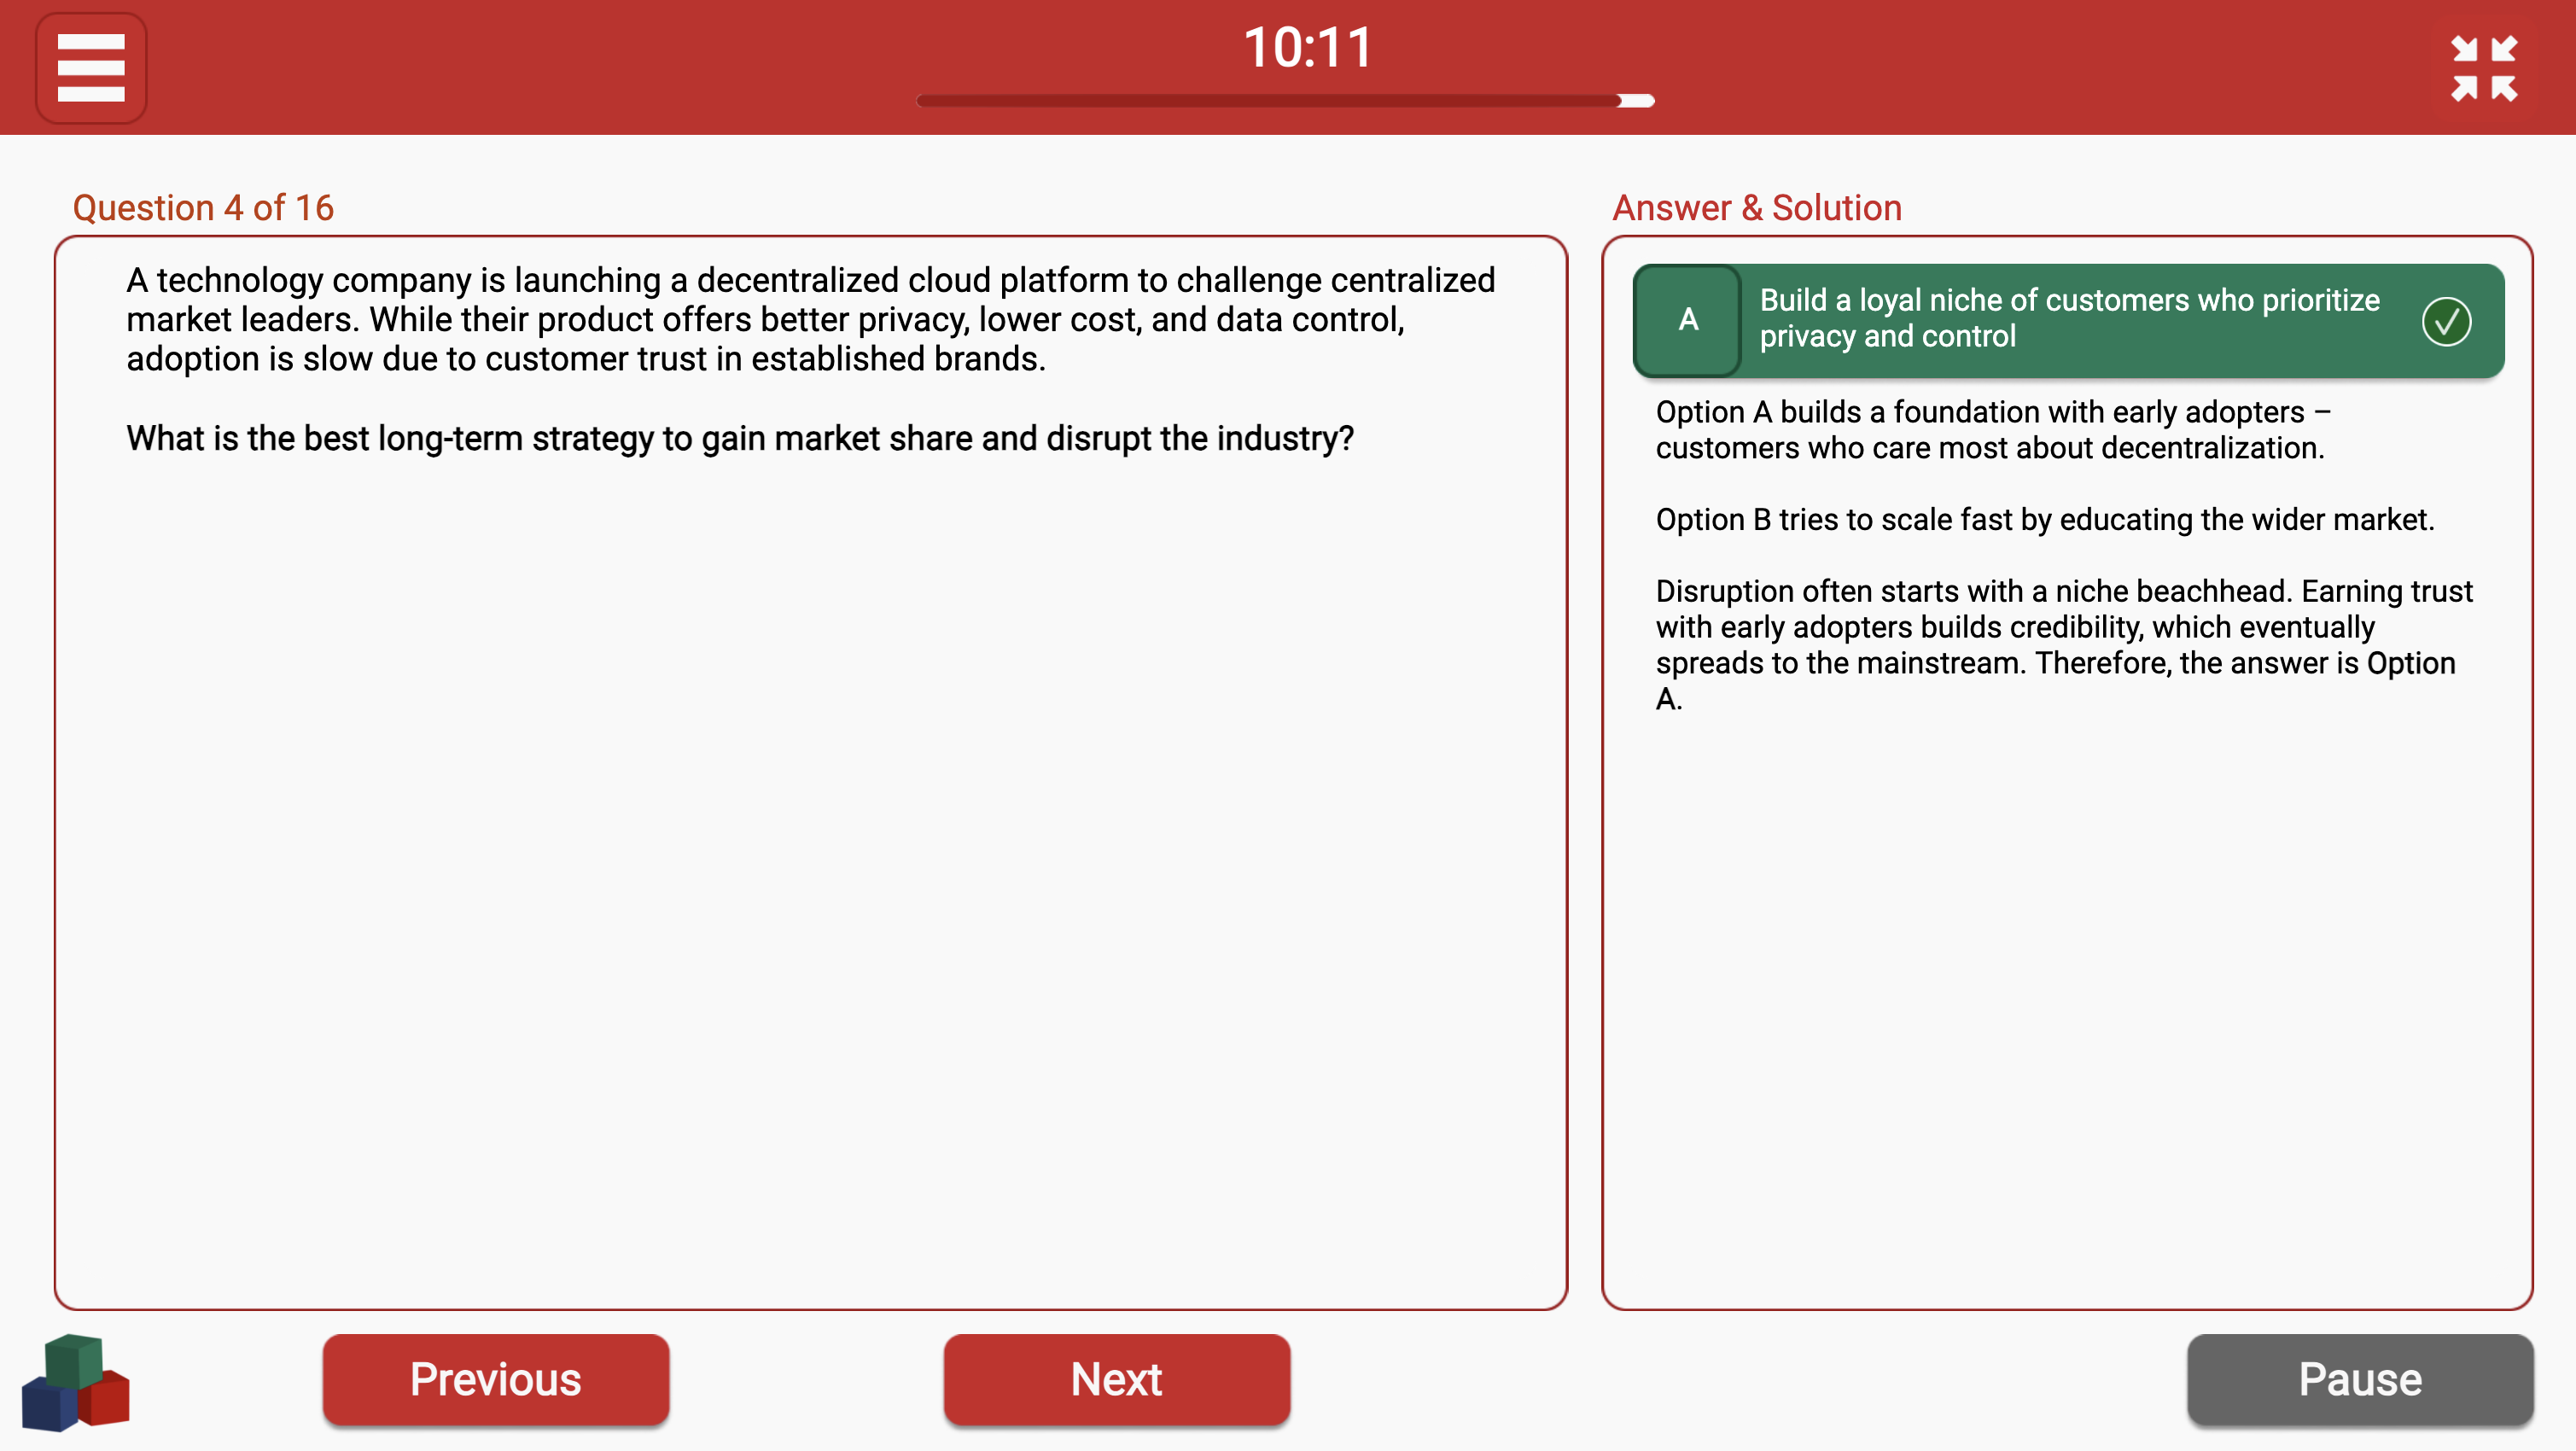 10:11
Question 4 of 16
A technology company is launching a decentralized cloud platform to challenge centralized
market leaders. While their product offers better privacy, lower cost, and data control,
adoption is slow due to customer trust in established brands.
What is the best long-term strategy to gain market share and disrupt the industry?
Answer & Solution
A
Build a loyal niche of customers who prioritize
privacy and control
Option A builds a foundation with early adopters –
customers who care most about decentralization.
Option B tries to scale fast by educating the wider market.
Disruption often starts with a niche beachhead. Earning trust
with early adopters builds credibility, which eventually
spreads to the mainstream. Therefore, the answer is Option
A.
Previous
Next
Pause